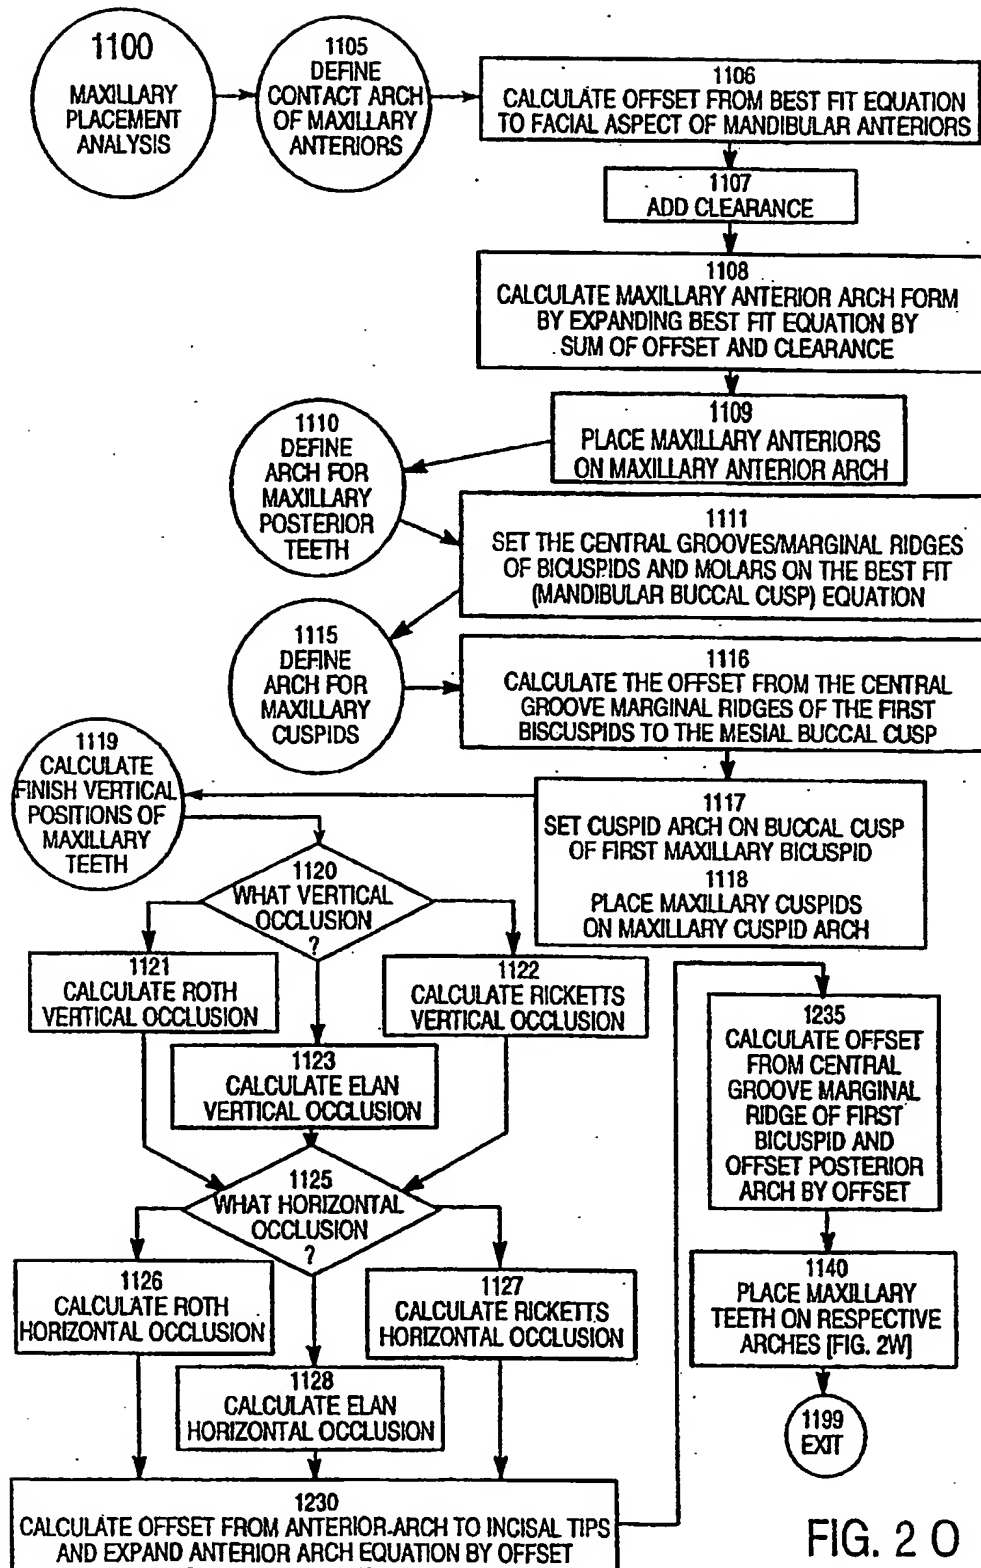 1100
MAXILLARY
PLACEMENT
ANALYSIS
1105
DEFINE
CONTACT ARCH
OF MAXILLARY
ANTERIORS
1106
CALCULATE OFFSET FROM BEST FIT EQUATION
TO FACIAL ASPECT OF MANDIBULAR ANTERIORS
1107
ADD CLEARANCE
1108
CALCULATE MAXILLARY ANTERIOR ARCH FORM
BY EXPANDING BEST FIT EQUATION BY
SUM OF OFFSET AND CLEARANCE
1109
PLACE MAXILLARY ANTERIORS
ON MAXILLARY ANTERIOR ARCH
1110
DEFINE
ARCH FOR
MAXILLARY
POSTERIOR
TEETH
1111
SET THE CENTRAL GROOVES/MARGINAL RIDGES
OF BICUSPIDS AND MOLARS ON THE BEST FIT
(MANDIBULAR BUCCAL CUSP) EQUATION
1115
DEFINE
ARCH FOR
MAXILLARY
CUSPIDS
1116
CALCULATE THE OFFSET FROM THE CENTRAL
GROOVE MARGINAL RIDGES OF THE FIRST
BISCUSPIDS TO THE MESIAL BUCCAL CUSP
1117
SET CUSPID ARCH ON BUCCAL CUSP
OF FIRST MAXILLARY BICUSPID
1118
PLACE MAXILLARY CUSPIDS
ON MAXILLARY CUSPID ARCH
1119
CALCULATE
FINISH VERTICAL
POSITIONS OF
MAXILLARY
TEETH
1120
WHAT VERTICAL
OCCLUSION
?
1121
CALCULATE ROTH
VERTICAL OCCLUSION
1122
CALCULATE RICKETTS
VERTICAL OCCLUSION
1123
CALCULATE ELAN
VERTICAL OCCLUSION
1125
WHAT HORIZONTAL
OCCLUSION
?
1126
CALCULATE ROTH
HORIZONTAL OCCLUSION
1127
CALCULATE RICKETTS
HORIZONTAL OCCLUSION
1128
CALCULATE ELAN
HORIZONTAL OCCLUSION
1230
CALCULATE OFFSET FROM ANTERIOR-ARCH TO INCISAL TIPS
AND EXPAND ANTERIOR ARCH EQUATION BY OFFSET
1235
CALCULATE OFFSET
FROM CENTRAL
GROOVE MARGINAL
RIDGE OF FIRST
BICUSPID AND
OFFSET POSTERIOR
ARCH BY OFFSET
1140
PLACE MAXILLARY
TEETH ON RESPECTIVE
ARCHES [FIG. 2W]
1199
EXIT
FIG. 2 O